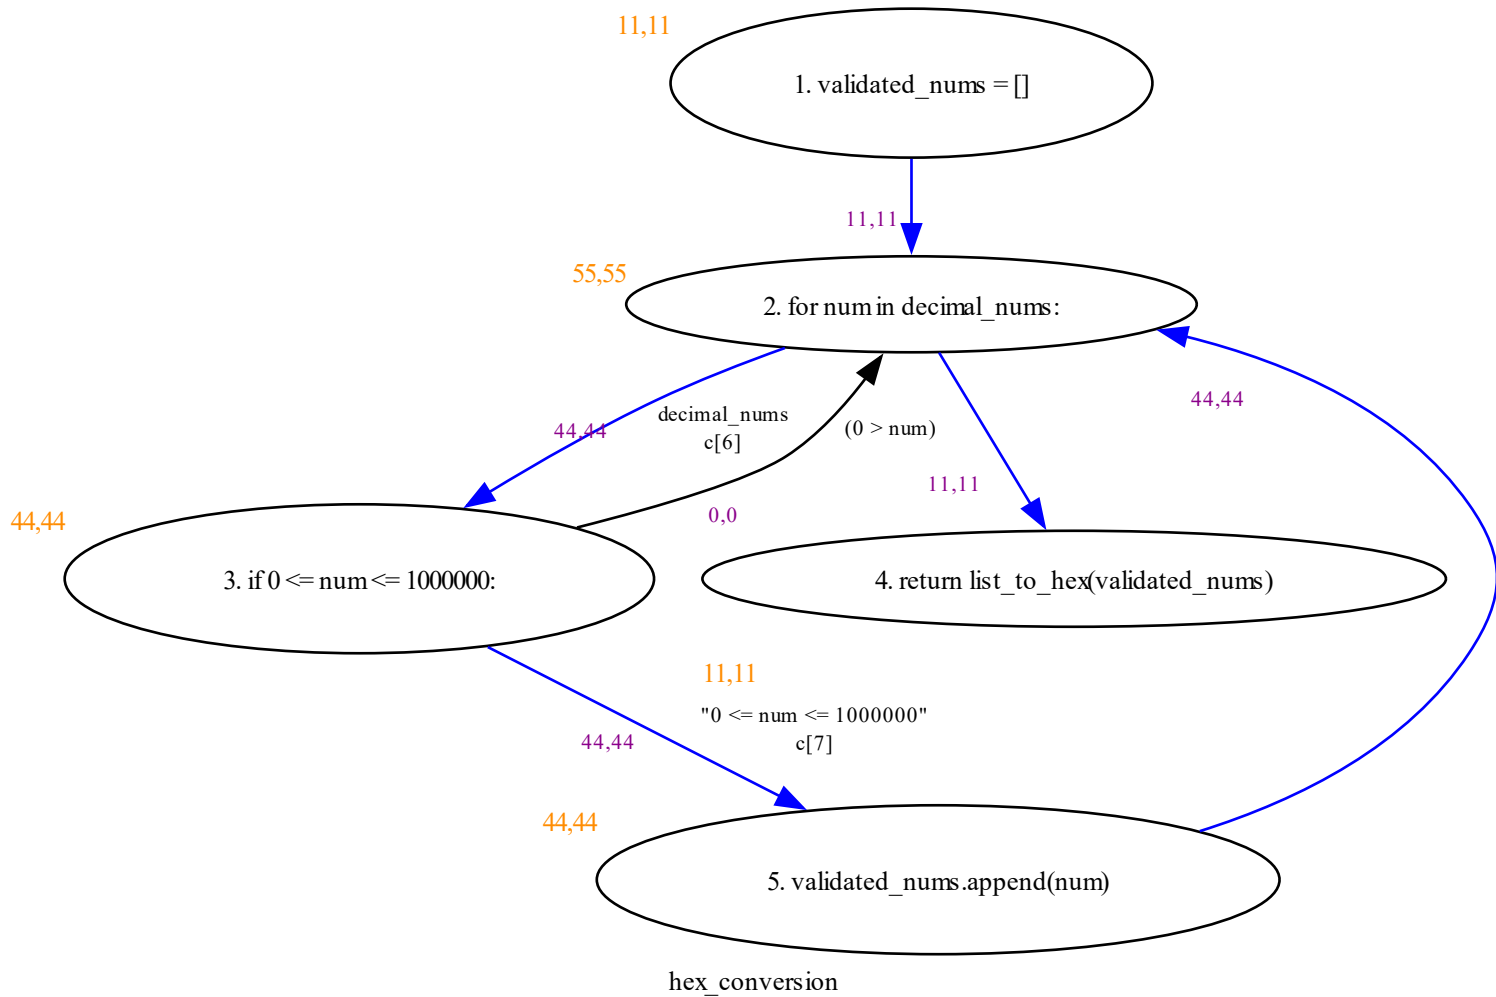 11,11
1. validated_nums = []
11,11
55,55
2. for num in decimal_nums:
44,44
decimal_nums
c[6]
(0 > num)
44,44
11,11
0,0
44,44
3. if 0 <= num <= 1000000:
4. return list_to_hex(validated_nums)
11,11
"0 <= num <= 1000000"
c[7]
44,44
44,44
5. validated_nums.append(num)
hex_conversion